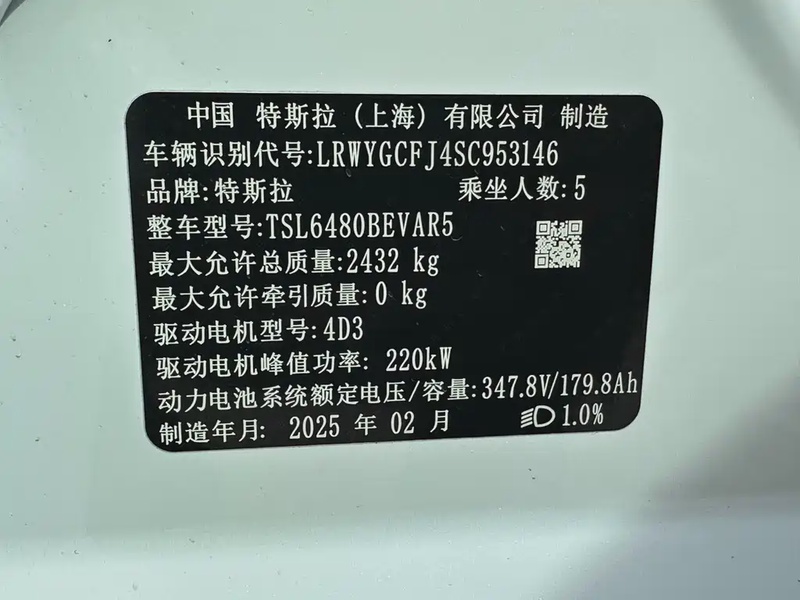 中国 特斯拉 (上海) 有限公司 制造
车辆识别代号:LRWYGCFJ4SC953146
品牌:特斯拉 乘坐人数:5
整车型号:TSL6480BEVAR5
最大允许总质量:2432 kg
最大允许牵引质量:0 kg
驱动电机型号:4D3
驱动电机峰值功率: 220kW
动力电池系统额定电压/容量:347.8V/179.8Ah
制造年月: 2025 年 02 月 1.0%